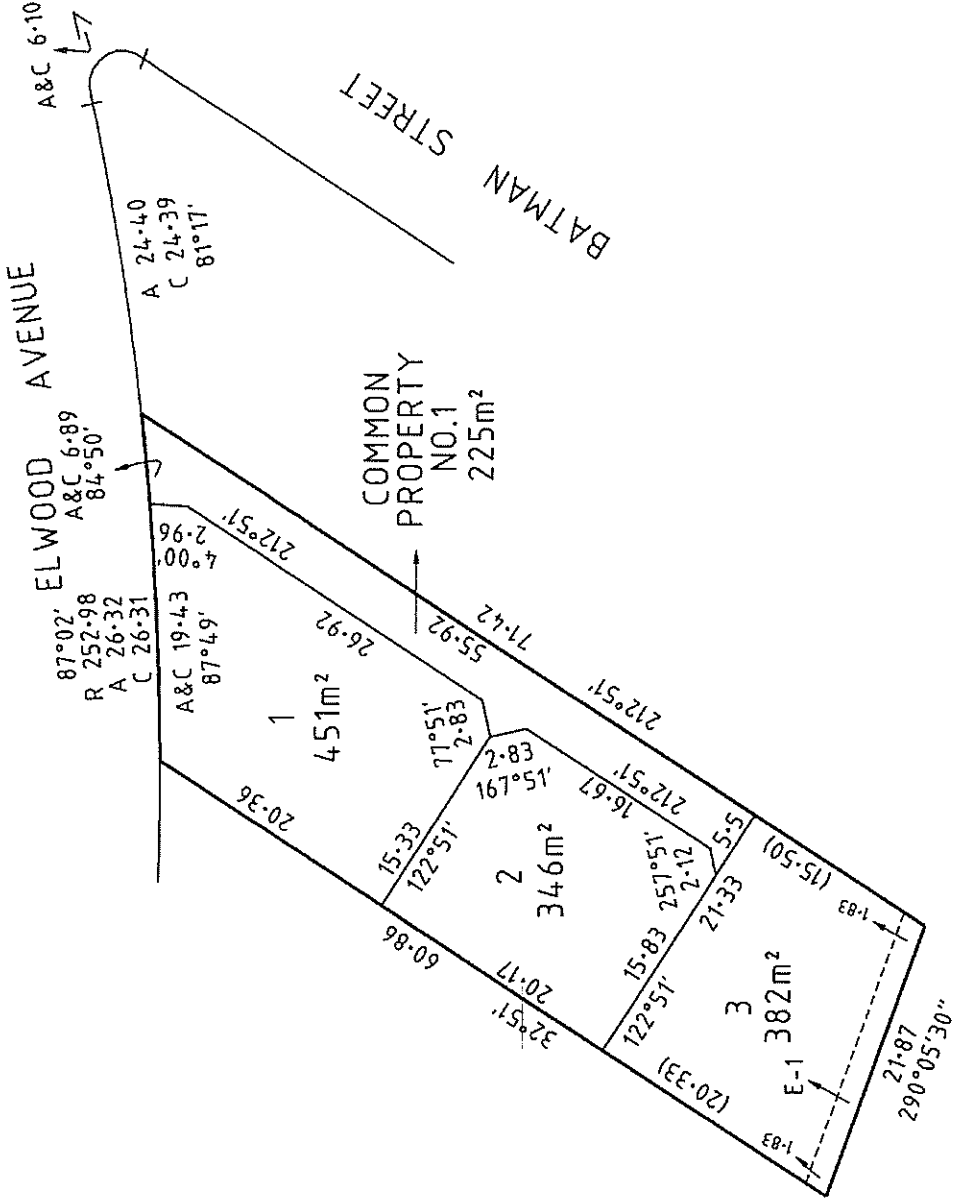 A&C 6·10
ELWOOD AVENUE
87°02'
R 252·98
A 26·32
C 26·31
A&C 6·89
84°50'
A&C 19·43
87°49'
A 24·40
C 24·39
81°17'
BATMAN STREET
4°00'
2·96
212°51'
26·92
1
451m²
20·36
77°51'
2·83
COMMON
PROPERTY
NO.1
225m²
55·92
71·42
212°51'
15·33
122°51'
2·83
167°51'
16·67
212°51'
2
346m²
60·86
20·17
32°51'
257°51'
2·12
5·5
15·83
21·33
122°51'
3
382m²
(20·33)
(15·50)
E-1
1·83
1·83
21·87
290°05'30"